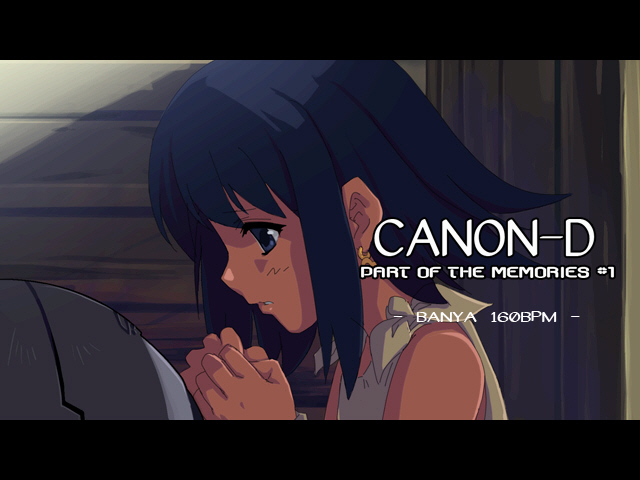 CANON-D
PART OF THE MEMORIES #1
- BANYA 160BPM -